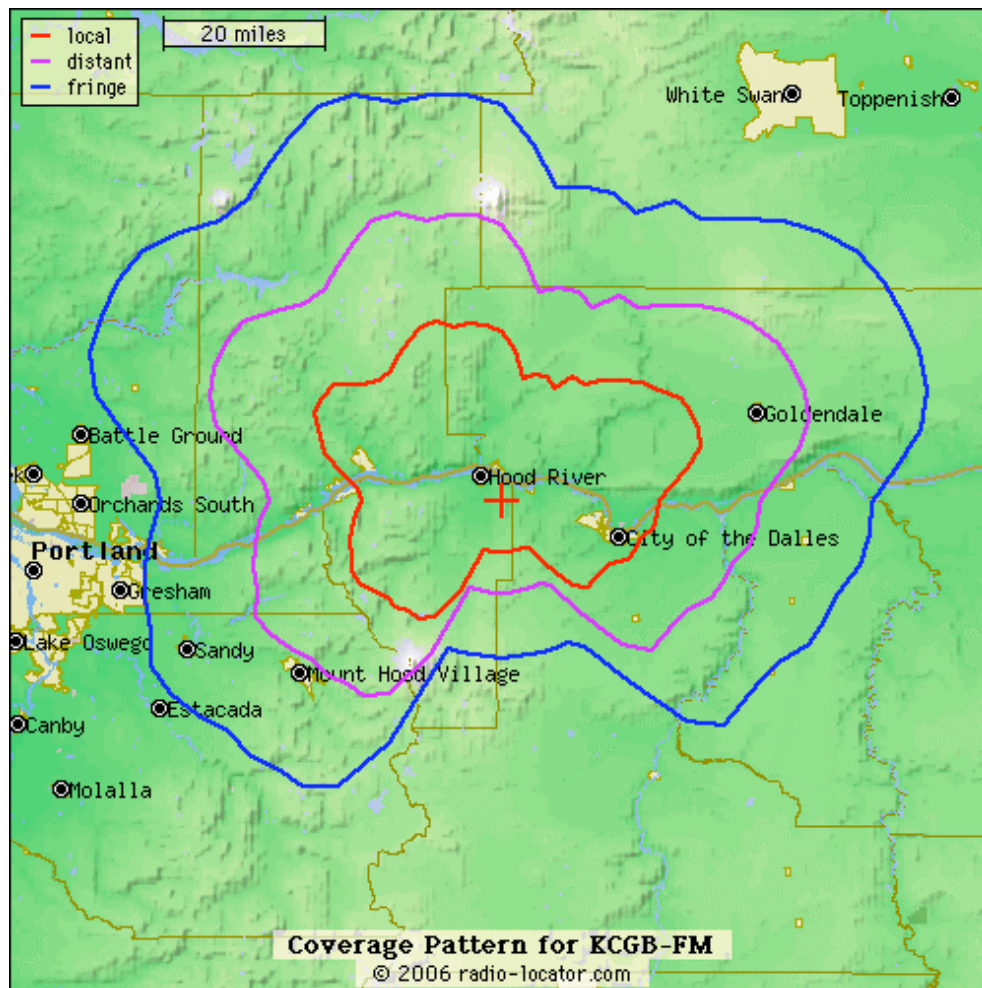 local
20 miles
distant
fringe
White Swan
Toppenish
Goldendale
Battle Ground
k
Hood River
Orchards South
City of the Dalles
Portland
Gresham
Lake Oswego
Sandy
Mount Hood Village
Estacada
Canby
Molalla
Coverage Pattern for KCGB-FM
© 2006 radio-locator.com